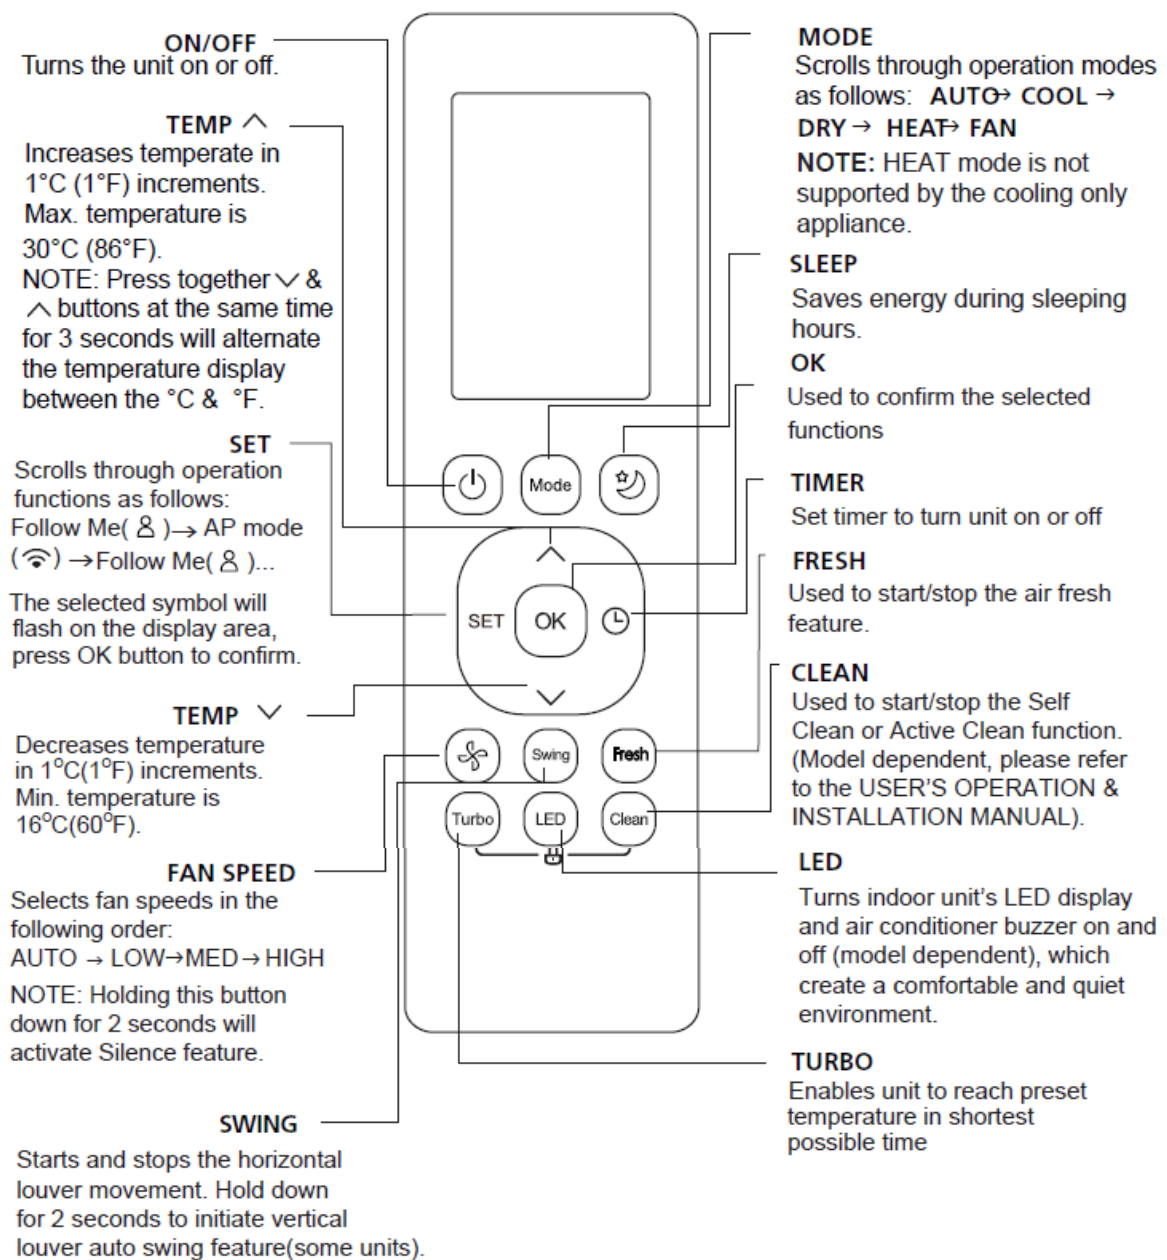 ON/OFF
Turns the unit on or off.
TEMP ∧
Increases temperate in
1°C (1°F) increments.
Max. temperature is
30°C (86°F).
NOTE: Press together ∨ &
∧ buttons at the same time
for 3 seconds will alternate
the temperature display
between the °C & °F.
SET
Scrolls through operation
functions as follows:
Follow Me( )→ AP mode
( ) →Follow Me( )...
The selected symbol will
flash on the display area,
press OK button to confirm.
TEMP ∨
Decreases temperature
in 1°C(1°F) increments.
Min. temperature is
16°C(60°F).
FAN SPEED
Selects fan speeds in the
following order:
AUTO → LOW→MED→HIGH
NOTE: Holding this button
down for 2 seconds will
activate Silence feature.
SWING
Starts and stops the horizontal
louver movement. Hold down
for 2 seconds to initiate vertical
louver auto swing feature(some units).
Mode
SET
OK
Swing
Fresh
Turbo
LED
Clean
MODE
Scrolls through operation modes
as follows: AUTO→ COOL →
DRY → HEAT→ FAN
NOTE: HEAT mode is not
supported by the cooling only
appliance.
SLEEP
Saves energy during sleeping
hours.
OK
Used to confirm the selected
functions
TIMER
Set timer to turn unit on or off
FRESH
Used to start/stop the air fresh
feature.
CLEAN
Used to start/stop the Self
Clean or Active Clean function.
(Model dependent, please refer
to the USER'S OPERATION &
INSTALLATION MANUAL).
LED
Turns indoor unit's LED display
and air conditioner buzzer on and
off (model dependent), which
create a comfortable and quiet
environment.
TURBO
Enables unit to reach preset
temperature in shortest
possible time